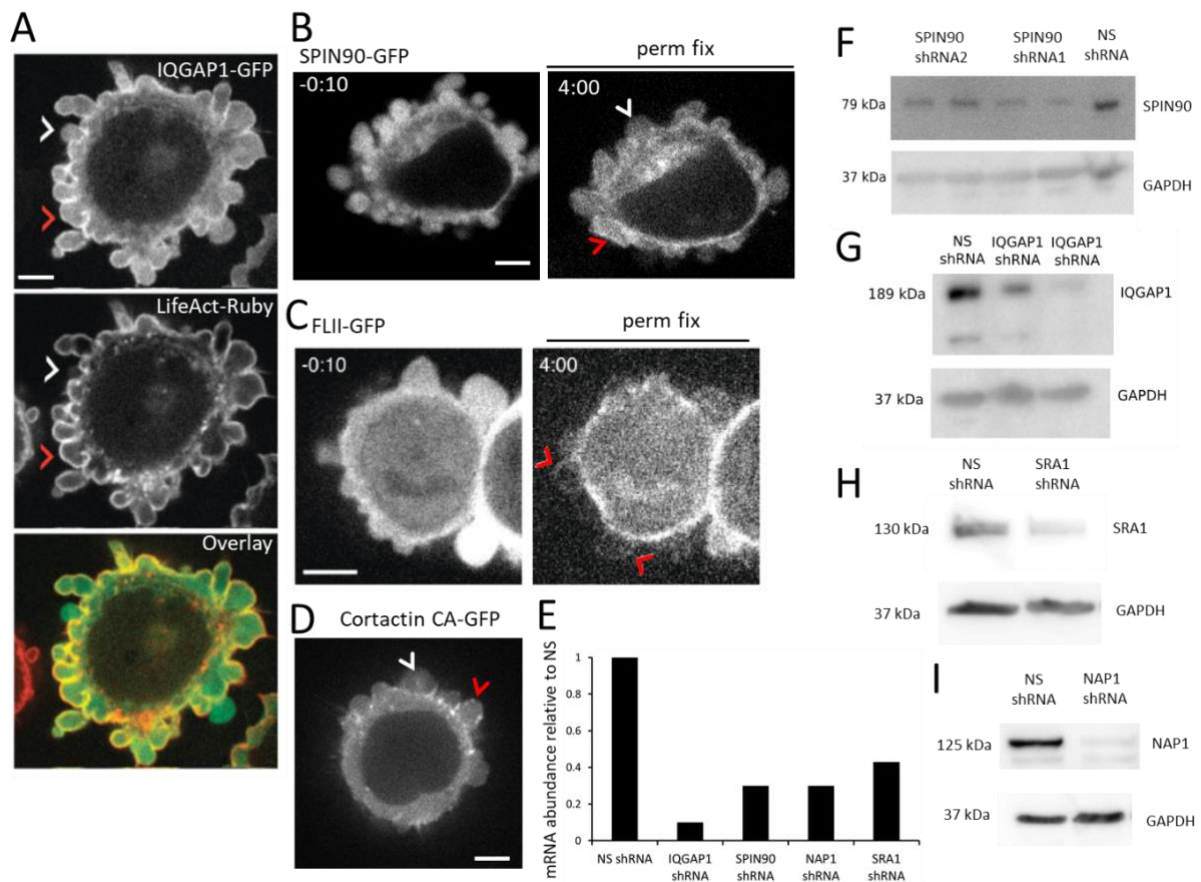 A
IQGAP1-GFP
LifeAct-Ruby
Overlay
B
SPIN90-GFP
perm fix
-0:10
4:00
C
FLII-GFP
perm fix
-0:10
4:00
D
Cortactin CA-GFP
E
mRNA abundance relative to NS
1
0.8
0.6
0.4
0.2
0
NS shRNA
IQGAP1
shRNA
SPIN90
shRNA
NAP1
shRNA
SRA1
shRNA
F
SPIN90
shRNA2
SPIN90
shRNA1
NS
shRNA
79 kDa
SPIN90
37 kDa
GAPDH
G
NS
shRNA
IQGAP1
shRNA
IQGAP1
shRNA
189 kDa
IQGAP1
37 kDa
GAPDH
H
NS
shRNA
SRA1
shRNA
130 kDa
SRA1
37 kDa
GAPDH
I
NS
shRNA
NAP1
shRNA
125 kDa
NAP1
37 kDa
GAPDH